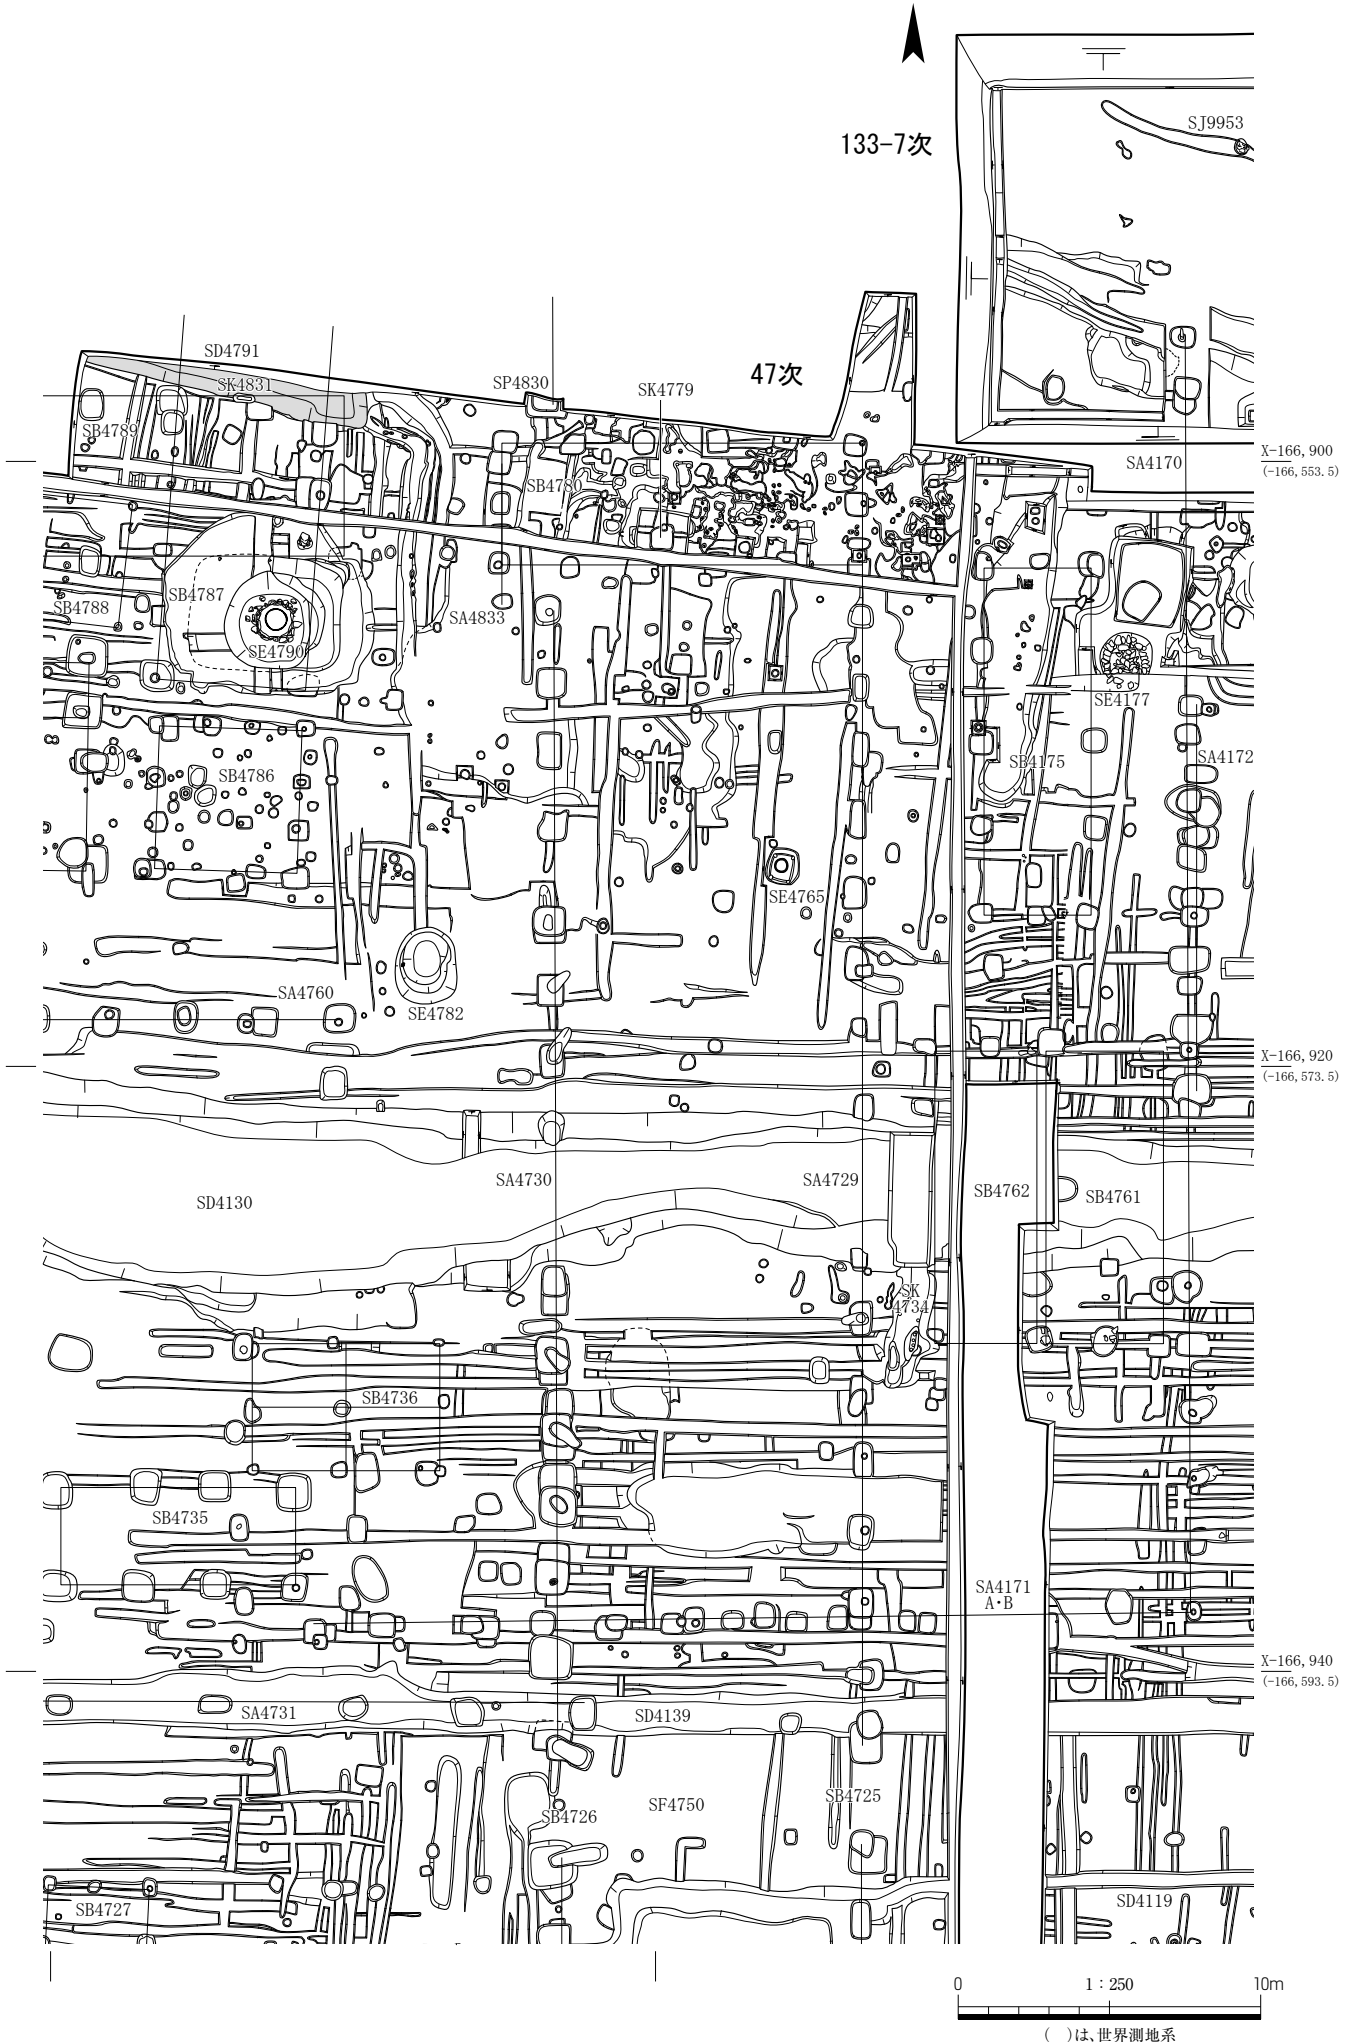 SJ9953
133-7次
SD4791
47次
SK4831
SP4830
SK4779
SB4789
X-166,900
(-166,553.5)
SA4170
SB4780
SB4787
SB4788
SA4833
SE4790
SE4177
SB4175
SA4172
SB4786
SE4765
SA4760
SE4782
X-166,920
(-166,573.5)
SA4730
SA4729
SB4762
SB4761
SD4130
SK
4734
SB4736
SB4735
SA4171
A・B
X-166,940
(-166,593.5)
SA4731
SD4139
SB4725
SF4750
SB4726
SB4727
SD4119
0
1：250
10m
( )は、世界測地系